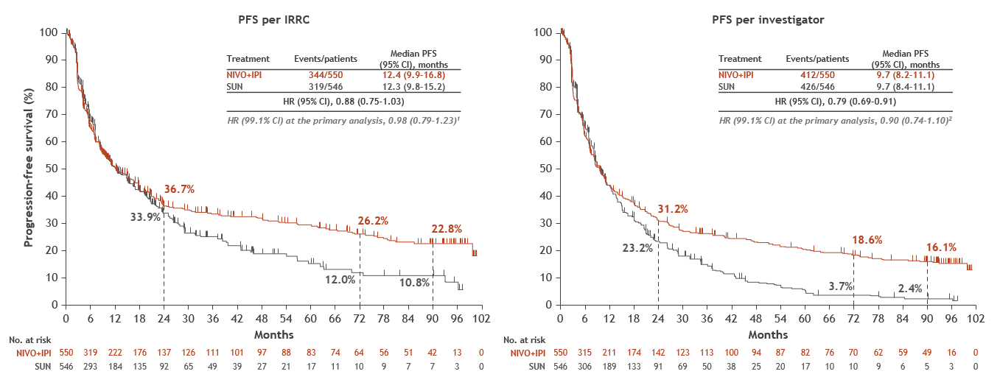 PFS per IRRC
Progression-free survival (%)
100
90
80
70
60
50
40
30
20
10
0
Treatment Events/patients Median PFS
(95% CI), months
NIVO+IPI 344/550 12.4 (9.9-16.8)
SUN 319/546 12.3 (9.8-15.2)
HR (95% CI), 0.88 (0.75-1.03)
HR (99.1% CI) at the primary analysis, 0.98 (0.79-1.23)¹
36.7%
33.9%
26.2%
12.0%
22.8%
10.8%
0 6 12 18 24 30 36 42 48 54 60 66 72 78 84 90 96 102
Months
No. at risk
NIVO+IPI 550 319 222 176 137 126 111 101 97 88 83 74 64 56 51 42 13 0
SUN 546 293 184 135 92 65 49 39 27 21 17 11 10 9 7 7 3 0
PFS per investigator
100
90
80
70
60
50
40
30
20
10
0
Treatment Events/patients Median PFS
(95% CI), months
NIVO+IPI 412/550 9.7 (8.2-11.1)
SUN 426/546 9.7 (8.4-11.1)
HR (95% CI), 0.79 (0.69-0.91)
HR (99.1% CI) at the primary analysis, 0.90 (0.74-1.10)²
31.2%
23.2%
18.6%
3.7%
16.1%
2.4%
0 6 12 18 24 30 36 42 48 54 60 66 72 78 84 90 96 102
Months
No. at risk
NIVO+IPI 550 315 211 174 142 123 113 100 94 87 82 76 70 62 59 49 16 0
SUN 546 306 189 133 91 69 50 38 25 20 17 10 10 9 6 5 3 0